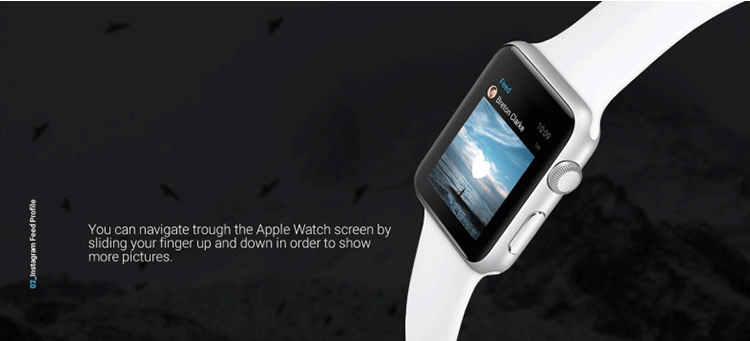 02_Instagram Feed Profile
You can navigate trough the Apple Watch screen by
sliding your finger up and down in order to show
more pictures.
Feed
10:09
Breton Clarke
1w